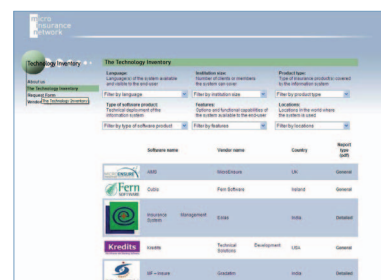 micro
insurance
network
Technology Inventory
The Technology Inventory
About us
The Technology Inventory
Request Form
Vendor
The Technology Inventory
Language:
Language(s) of the system available
and visible to the end user
Institution size:
Number of clients or members
the system can cover
Product type:
Type of insurance product(s) covered
by the information system
Filter by language
Filter by institution size
Filter by product type
Type of software product:
Technical deployment of the
information system
Features:
Options and functional capabilities of
the system available to the end-user
Locations:
Locations in the world where
the system is used
Filter by type of software product
Filter by features
Filter by locations
Software name
Vendor name
Country
Report
type
(pdf)
MICROENSURE
MicroEnsure
UK
General
Fern
SOFTWARE
Fern Software
Ireland
General
Insurance Management
System
India
Detailed
Kredits
Kredits
Technical Development
Solutions
USA
General
India
Detailed